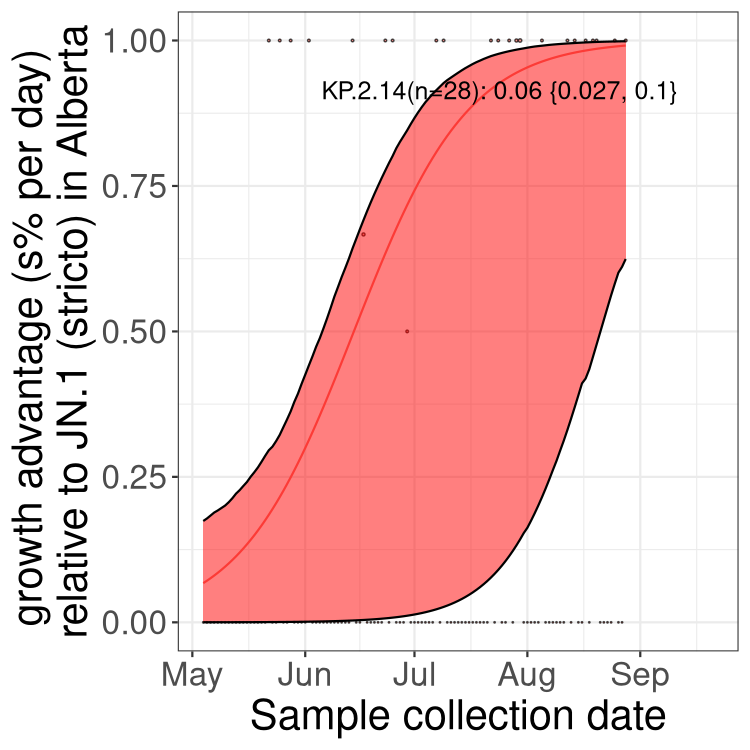 growth advantage (s% per day)
relative to JN.1 (stricto) in Alberta
1.00
0.75
0.50
0.25
0.00
KP.2.14(n=28): 0.06 {0.027, 0.1}
May Jun Jul Aug Sep
Sample collection date